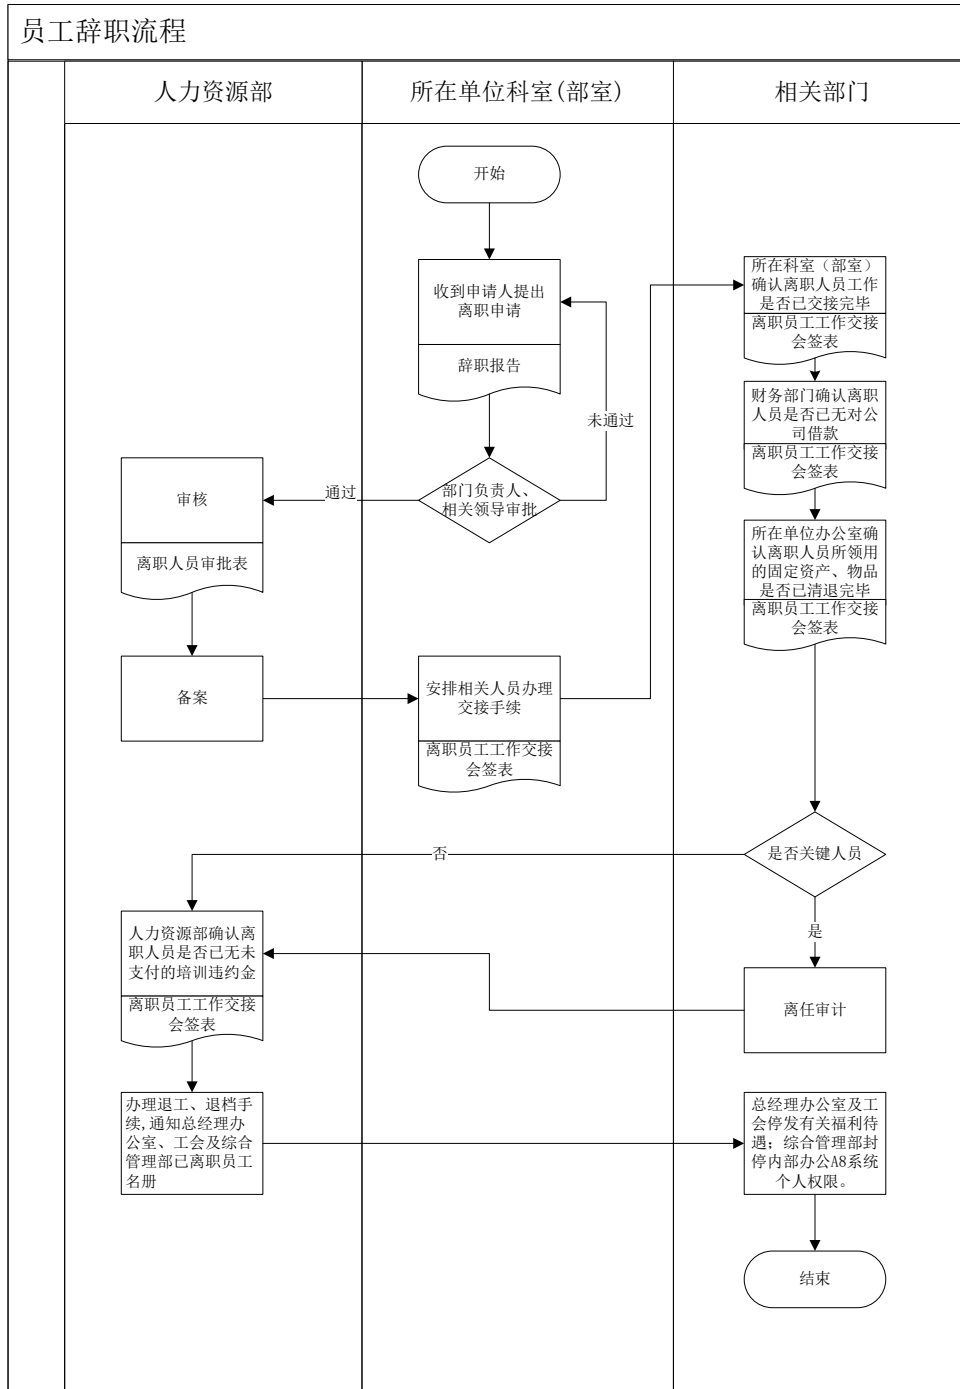 员工辞职流程
人力资源部
所在单位科室(部室)
相关部门
开始
收到申请人提出
离职申请
辞职报告
未通过
部门负责人、
相关领导审批
通过
审核
离职人员审批表
备案
安排相关人员办理
交接手续
离职员工工作交接
会签表
所在科室（部室）
确认离职人员工作
是否已交接完毕
离职员工工作交接
会签表
财务部门确认离职
人员是否已无对公
司借款
离职员工工作交接
会签表
所在单位办公室确
认离职人员所领用
的固定资产、物品
是否已清退完毕
离职员工工作交接
会签表
是否关键人员
否
是
离任审计
人力资源部确认离
职人员是否已无未
支付的培训违约金
离职员工工作交接
会签表
办理退工、退档手
续,通知总经理办
公室、工会及综合
管理部已离职员工
名册
总经理办公室及工
会停发有关福利待
遇；综合管理部封
停内部办公A8系统
个人权限。
结束